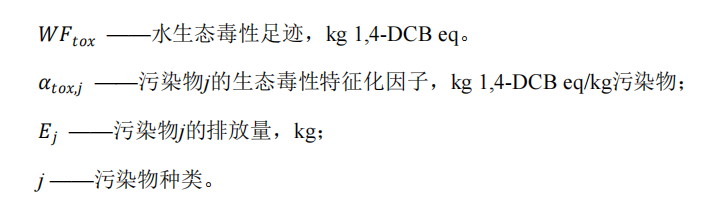 WF_tox ——水生态毒性足迹，kg 1,4-DCB eq。
α_tox,j ——污染物j的生态毒性特征化因子，kg 1,4-DCB eq/kg污染物；
E_j ——污染物j的排放量，kg；
j ——污染物种类。